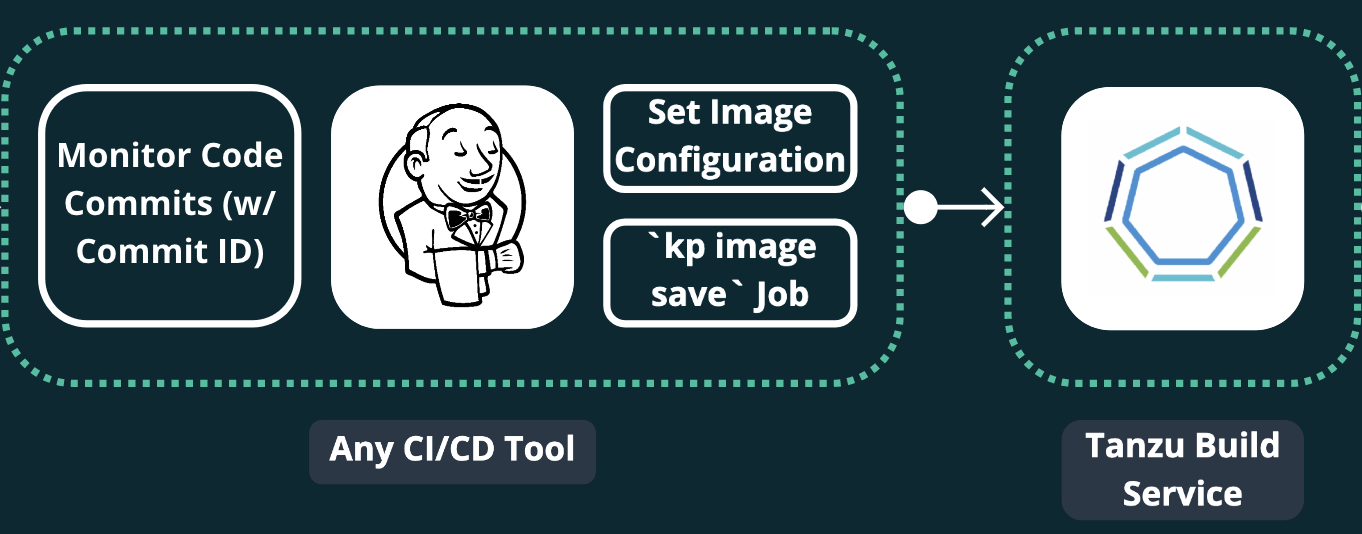 Monitor Code
Commits (w/
Commit ID)
Set Image
Configuration
`kp image
save` Job
Any CI/CD Tool
Tanzu Build
Service